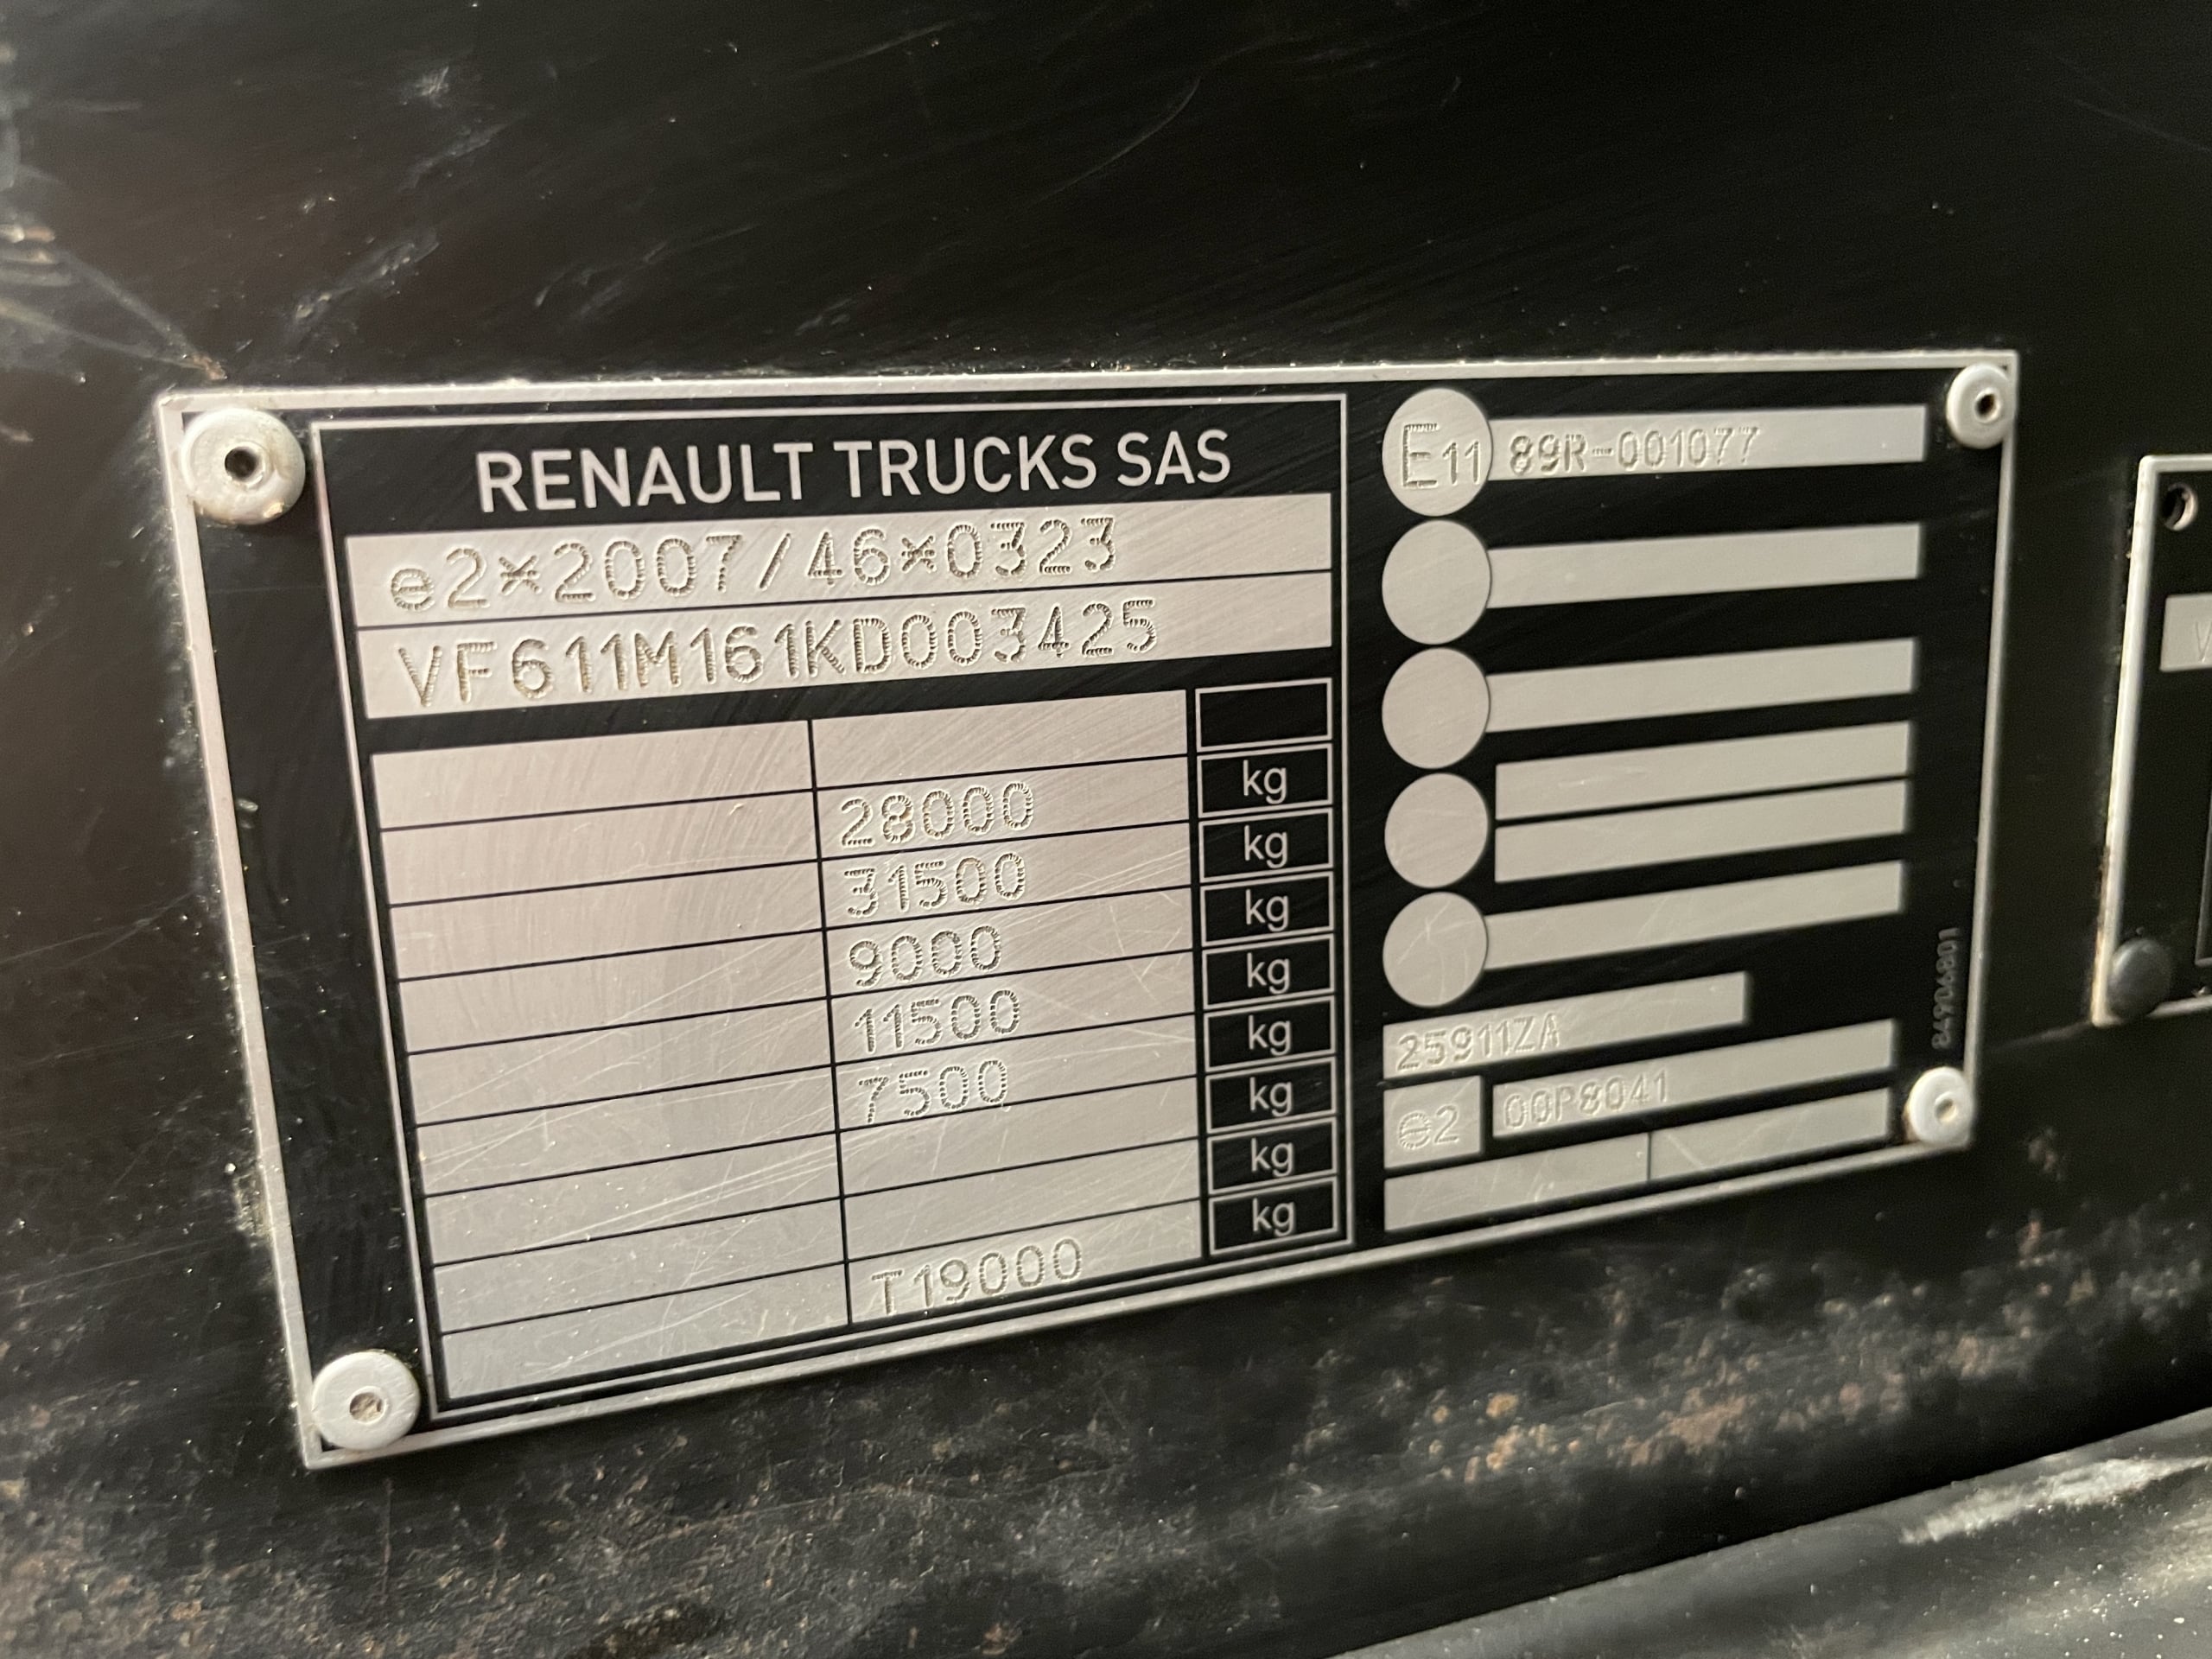 RENAULT TRUCKS SAS
e2*2007/46*0323
VF611M161KD003425
28000 kg
31500 kg
9000 kg
11500 kg
7500 kg
kg
kg
T19000 kg
E11 89R-001077
25911ZA
e2 00P8041
84906801